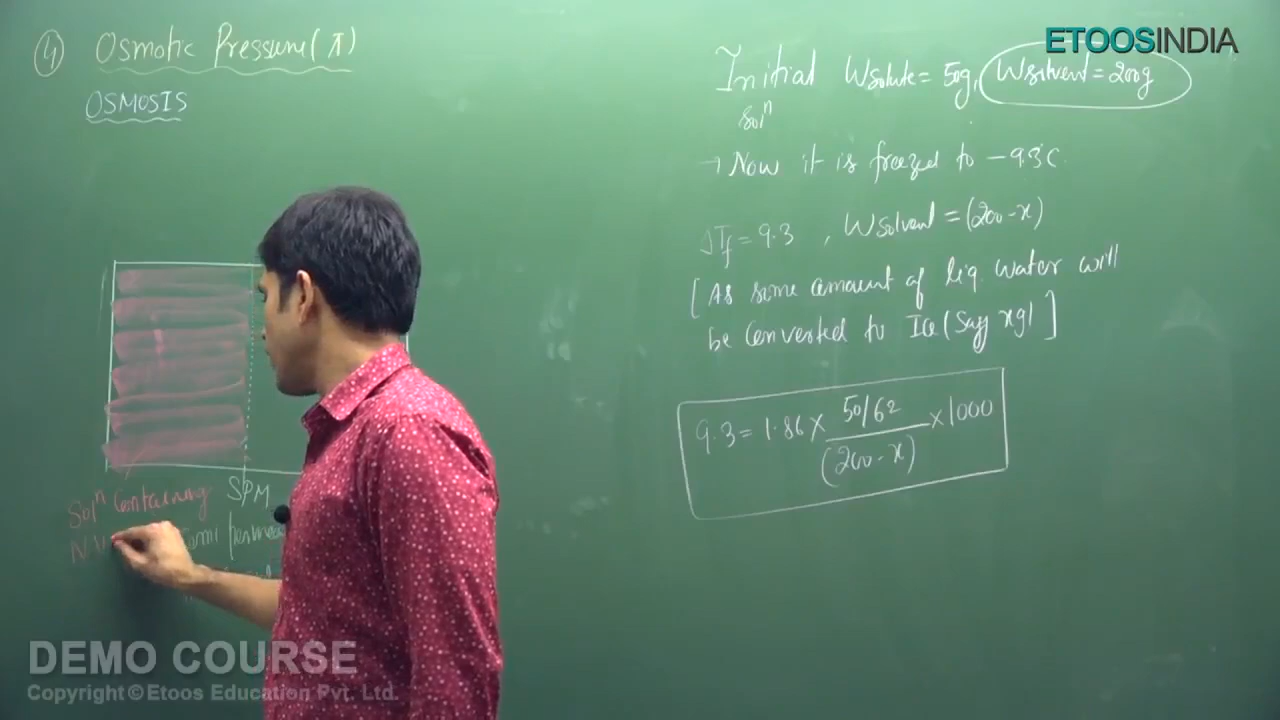 ④ Osmotic Pressure (π)
OSMOSIS
Solⁿ Containing
N.V
SPM
ETOOSINDIA
Initial Wsolute = 50g, Wsolvent = 200g
Solⁿ
→ Now it is freezed to -9.3°C
ΔTf = 9.3 , Wsolvent = (200-x)
[As some amount of liq. water will
be converted to Ice (Say xg)]
9.3 = 1.86 × 50/62 / (200-x) × 1000
DEMO COURSE
Copyright © Etoos Education Pvt. Ltd.